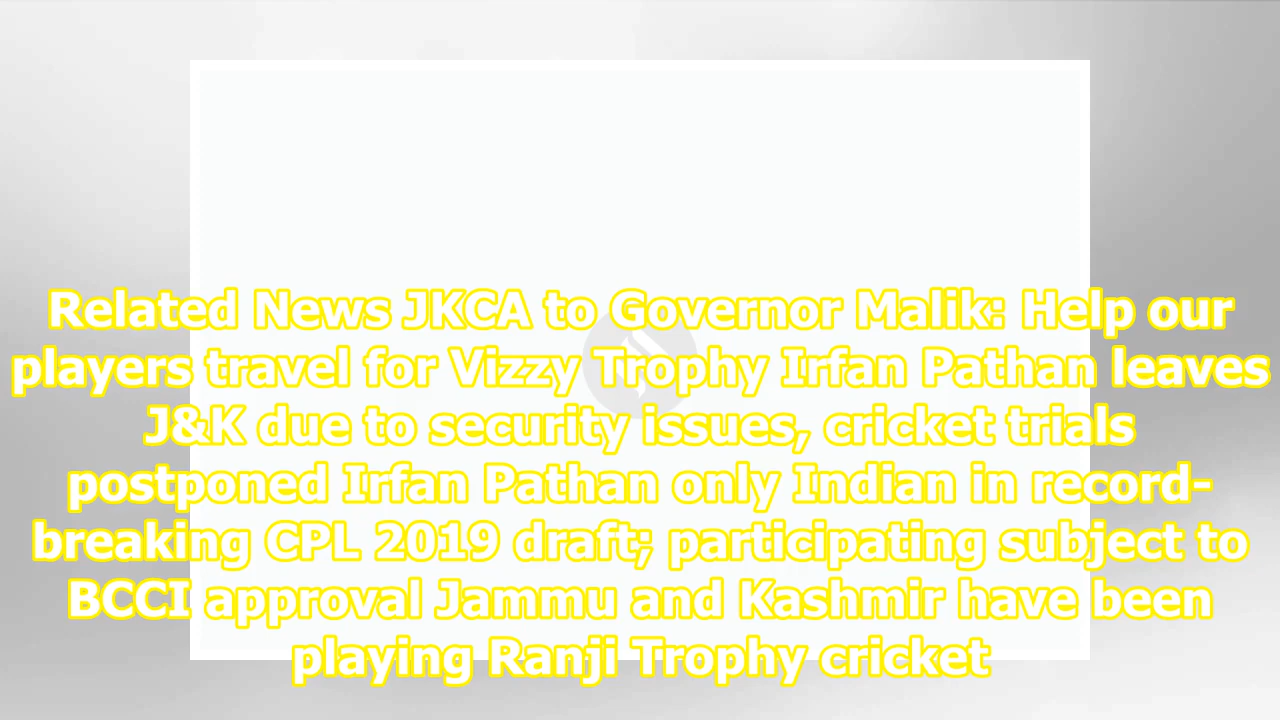 Related News JKCA to Governor Malik: Help our
players travel for Vizzy Trophy Irfan Pathan leaves
J&K due to security issues, cricket trials
postponed Irfan Pathan only Indian in record-
breaking CPL 2019 draft; participating subject to
BCCI approval Jammu and Kashmir have been
playing Ranji Trophy cricket